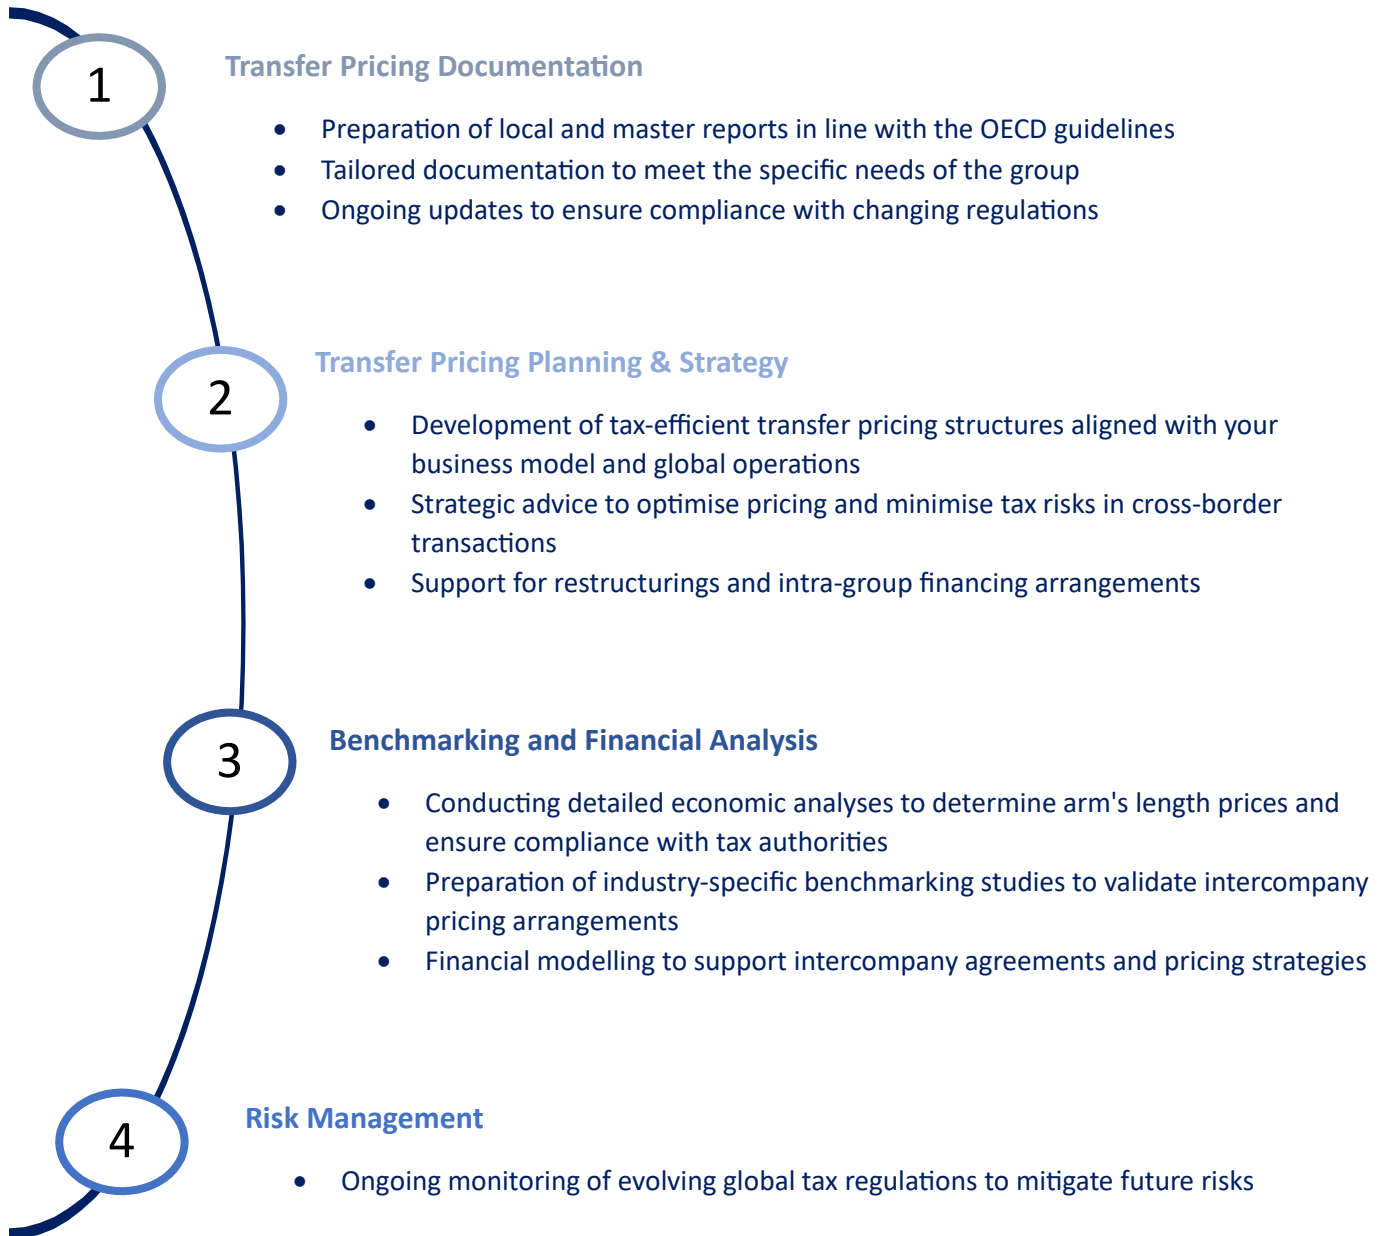 1
Transfer Pricing Documentation
• Preparation of local and master reports in line with the OECD guidelines
• Tailored documentation to meet the specific needs of the group
• Ongoing updates to ensure compliance with changing regulations
2
Transfer Pricing Planning & Strategy
• Development of tax-efficient transfer pricing structures aligned with your
business model and global operations
• Strategic advice to optimise pricing and minimise tax risks in cross-border
transactions
• Support for restructurings and intra-group financing arrangements
3
Benchmarking and Financial Analysis
• Conducting detailed economic analyses to determine arm's length prices and
ensure compliance with tax authorities
• Preparation of industry-specific benchmarking studies to validate intercompany
pricing arrangements
• Financial modelling to support intercompany agreements and pricing strategies
4
Risk Management
• Ongoing monitoring of evolving global tax regulations to mitigate future risks